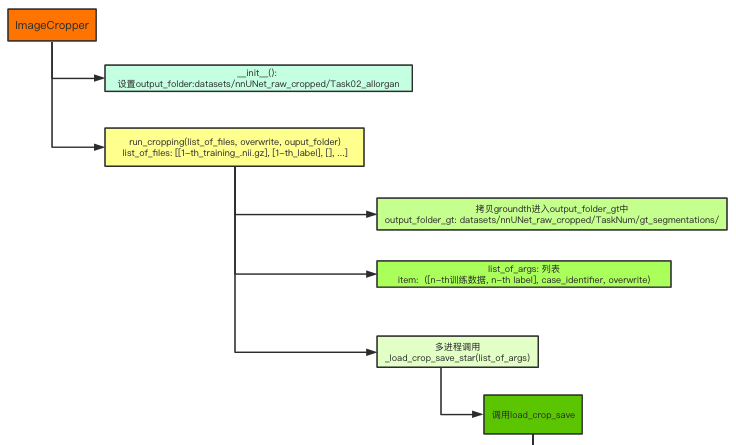 ImageCropper
__init__():
设置output_folder:datasets/nnUNet_raw_cropped/Task02_allorgan
run_cropping(list_of_files, overwrite, ouput_folder)
list_of_files: [[1-th_training_.nii.gz], [1-th_label], [], ...]
拷贝groundth进入output_folder_gt中
output_folder_gt: datasets/nnUNet_raw_cropped/TaskNum/gt_segmentations/
list_of_args: 列表
item: ([n-th训练数据, n-th label], case_identifier, overwrite)
多进程调用
_load_crop_save_star(list_of_args)
调用load_crop_save